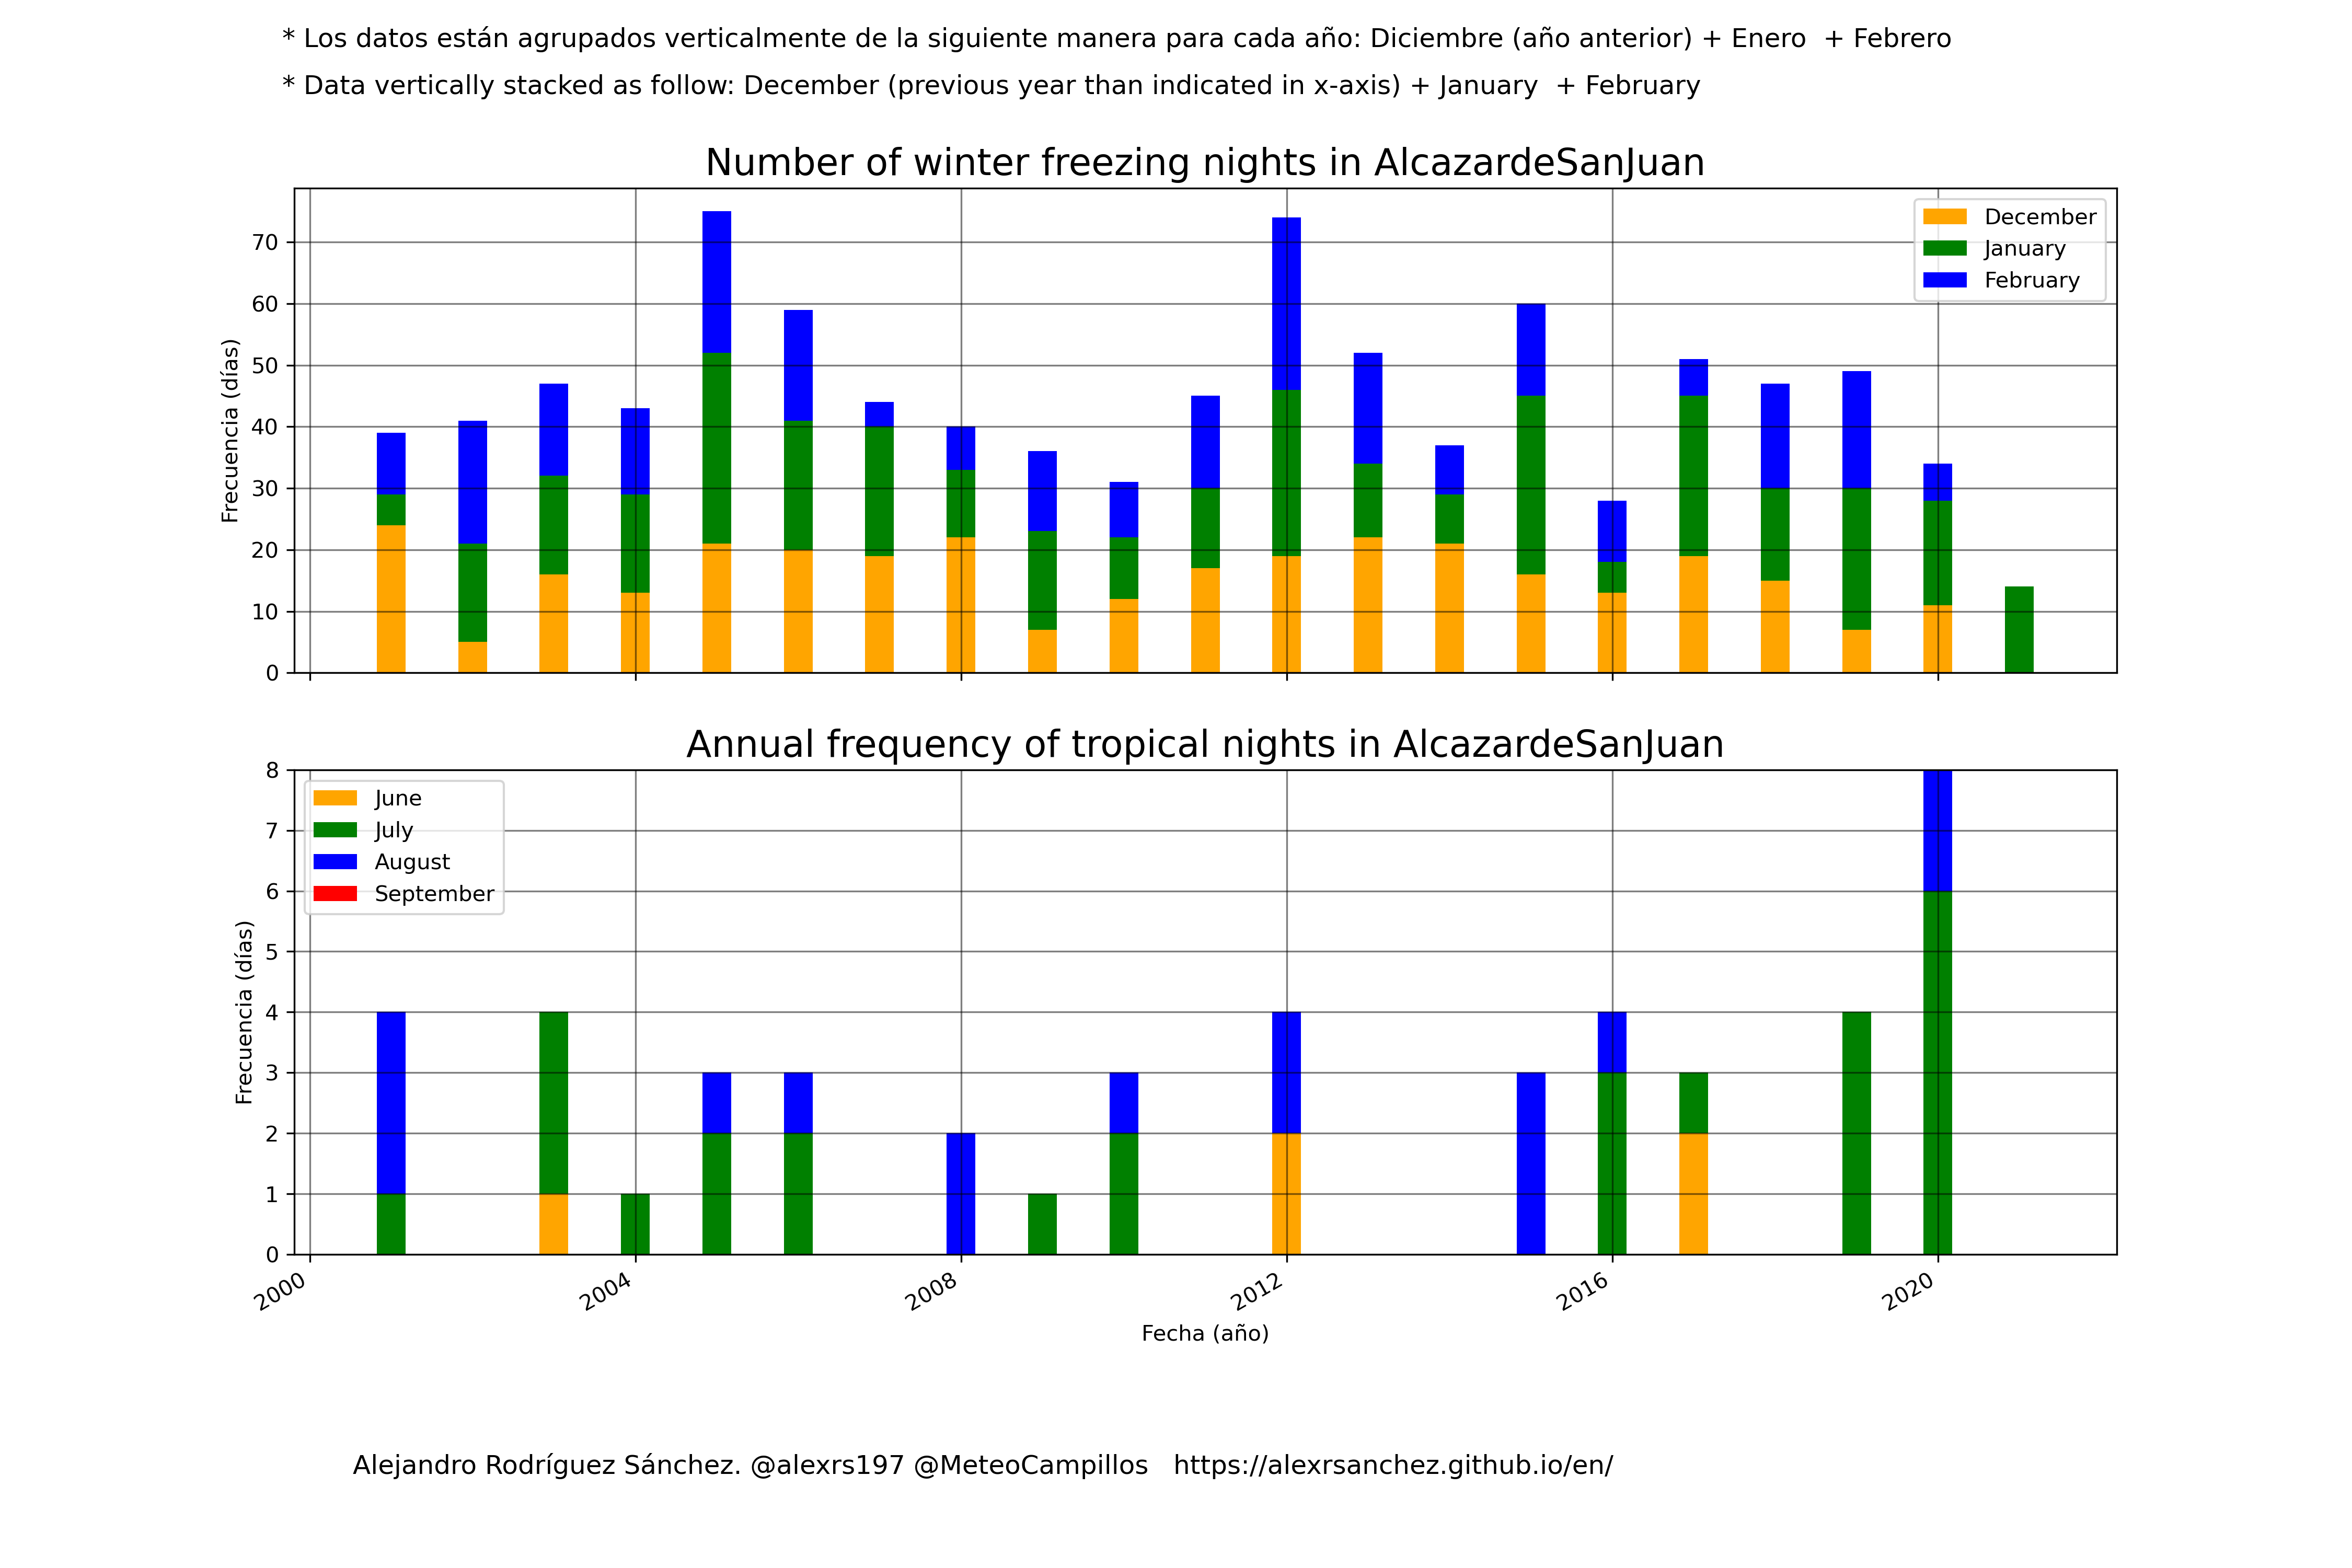 * Los datos están agrupados verticalmente de la siguiente manera para cada año: Diciembre (año anterior) + Enero  + Febrero
* Data vertically stacked as follow: December (previous year than indicated in x-axis) + January  + February
Number of winter freezing nights in AlcazardeSanJuan
Frecuencia (días)
70
60
50
40
30
20
10
0
December
January
February
Annual frequency of tropical nights in AlcazardeSanJuan
Frecuencia (días)
8
7
6
5
4
3
2
1
0
June
July
August
September
2000
2004
2008
2012
2016
2020
Fecha (año)
Alejandro Rodríguez Sánchez. @alexrs197 @MeteoCampillos   https://alexrsanchez.github.io/en/